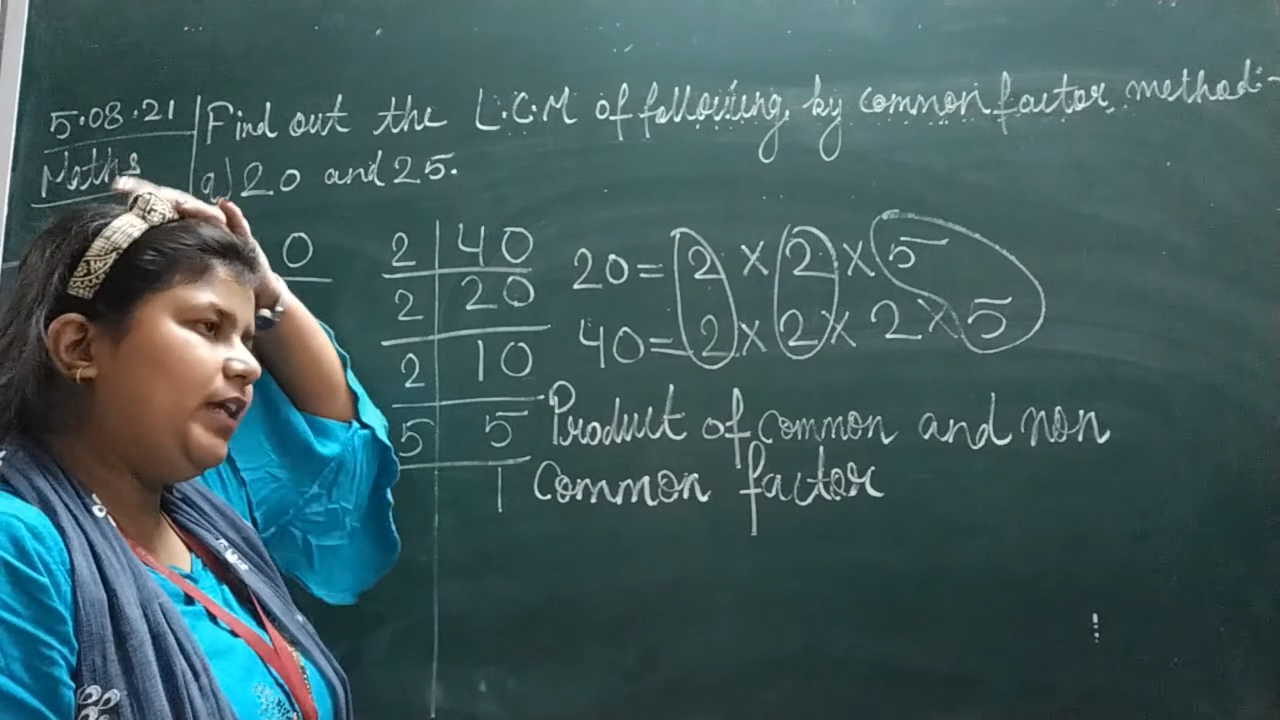 5.08.21
Maths
Find out the L.C.M of following by common factor method:-
a) 20 and 25.
0
2 40
2 20
2 10
5 5
1
20 = 2 × 2 × 5
40 = 2 × 2 × 2 × 5
Product of common and non
common factor